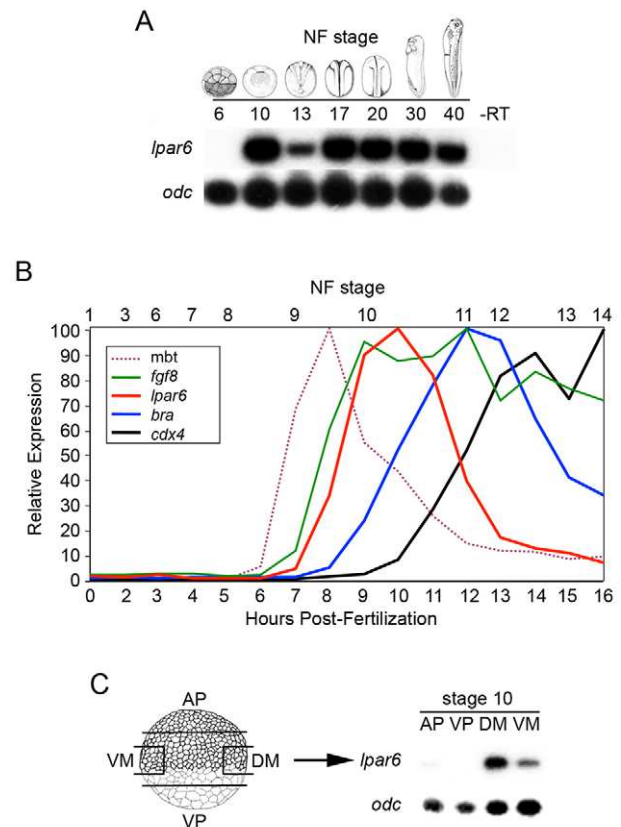 A
NF stage
6 10 13 17 20 30 40 -RT
lpar6
odc
B
NF stage
1 3 6 7 8 9 10 11 12 13 14
100
90
80
70
60
50
40
30
20
10
0
Relative Expression
mbt
fgf8
lpar6
bra
cdx4
0 2 3 4 5 6 7 8 9 10 11 12 13 14 15 16
Hours Post-Fertilization
C
AP
VM
DM
VP
stage 10
AP VP DM VM
lpar6
odc